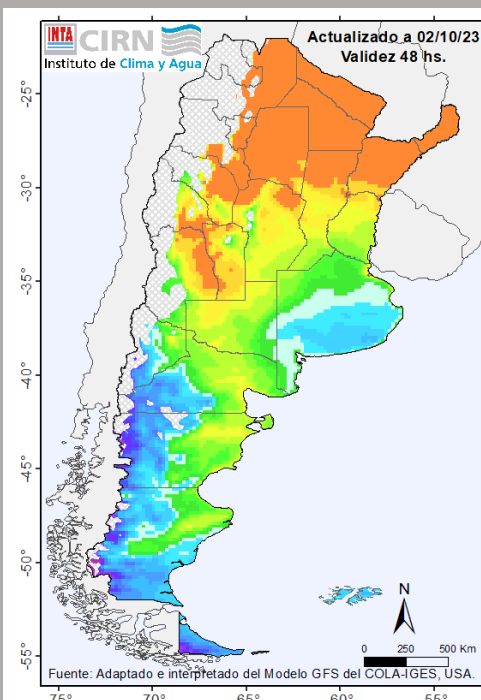 INTA CIRN
Instituto de Clima y Agua
Actualizado a 02/10/23
Validez 48 hs.
-25°
-30°
-35°
-40°
-45°
-50°
-55°
N
0 250 500 Km
Fuente: Adaptado e interpretado del Modelo GFS del COLA-IGES, USA.
75° 70° 65° 60° 55°